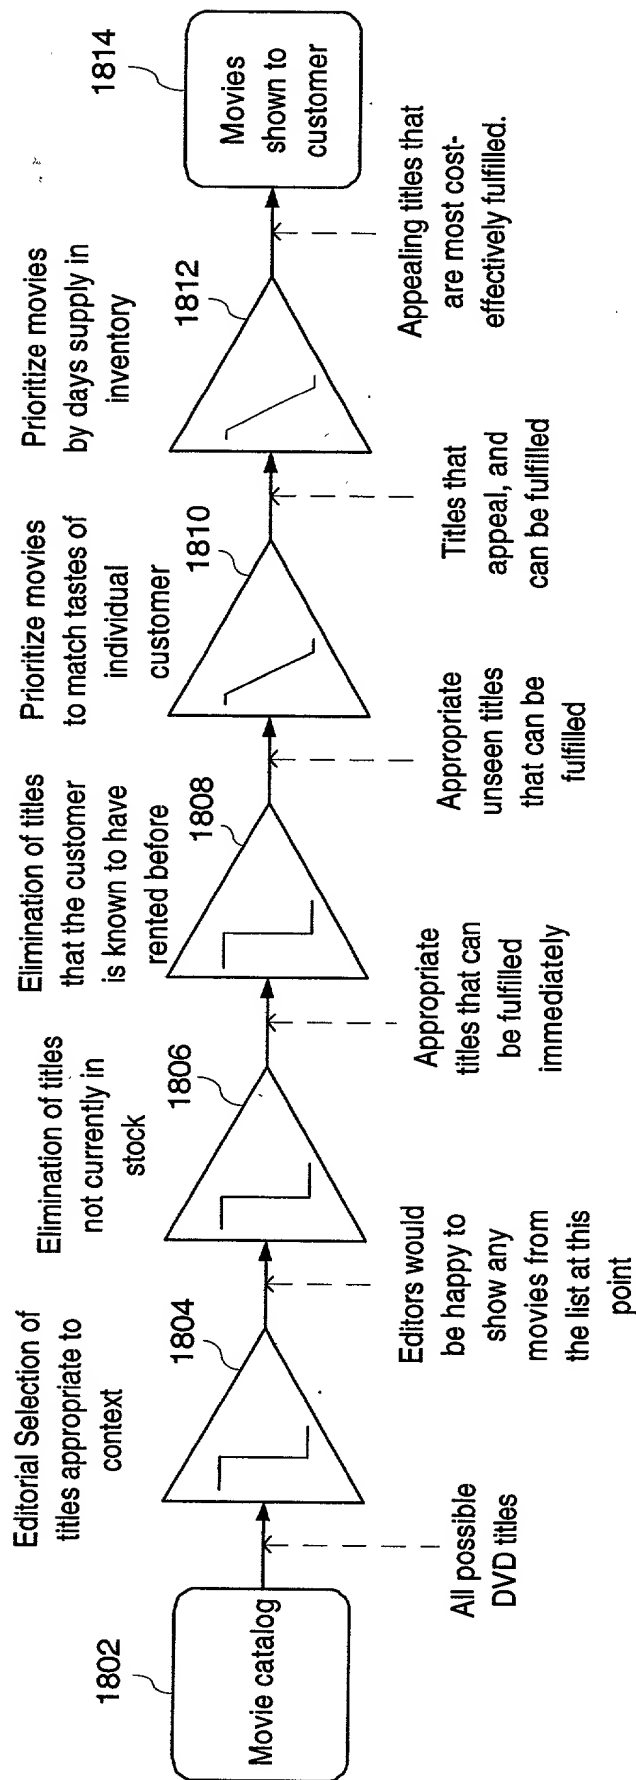 1802
Movie catalog
All possible
DVD titles
Editorial Selection of
titles appropriate to
context
1804
Editors would
be happy to
show any
movies from
the list at this
point
Elimination of titles
not currently in
stock
1806
Appropriate
titles that can
be fulfilled
immediately
Elimination of titles
that the customer
is known to have
rented before
1808
Appropriate
unseen titles
that can be
fulfilled
Prioritize movies
to match tastes of
individual
customer
1810
Titles that
appeal, and
can be fulfilled
Prioritize movies
by days supply in
inventory
1812
Appealing titles that
are most cost-
effectively fulfilled.
1814
Movies
shown to
customer